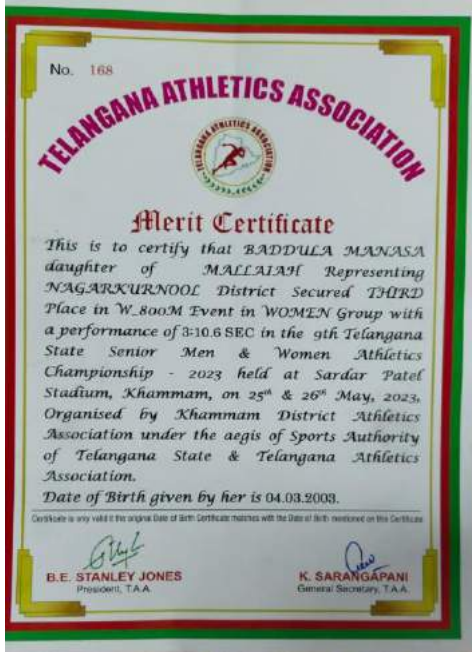 No. 168
TELANGANA ATHLETICS ASSOCIATION
TELANGANA ATHLETICS ASSOCIATION
Merit Certificate
This is to certify that BADDULA MANASA
daughter of MALLAIAH Representing
NAGARKURNOOL District Secured THIRD
Place in W_800M Event in WOMEN Group with
a performance of 3:10.6 SEC in the 9th Telangana
State Senior Men & Women Athletics
Championship - 2023 held at Sardar Patel
Stadium, Khammam, on 25th & 26th May, 2023,
Organised by Khammam District Athletics
Association under the aegis of Sports Authority
of Telangana State & Telangana Athletics
Association.
Date of Birth given by her is 04.03.2003.
Certificate is only valid if the original Date of Birth Certificate matches with the Date of Birth mentioned on this Certificate
B.E. STANLEY JONES
President, T.A.A.
K. SARANGAPANI
General Secretary, T.A.A.